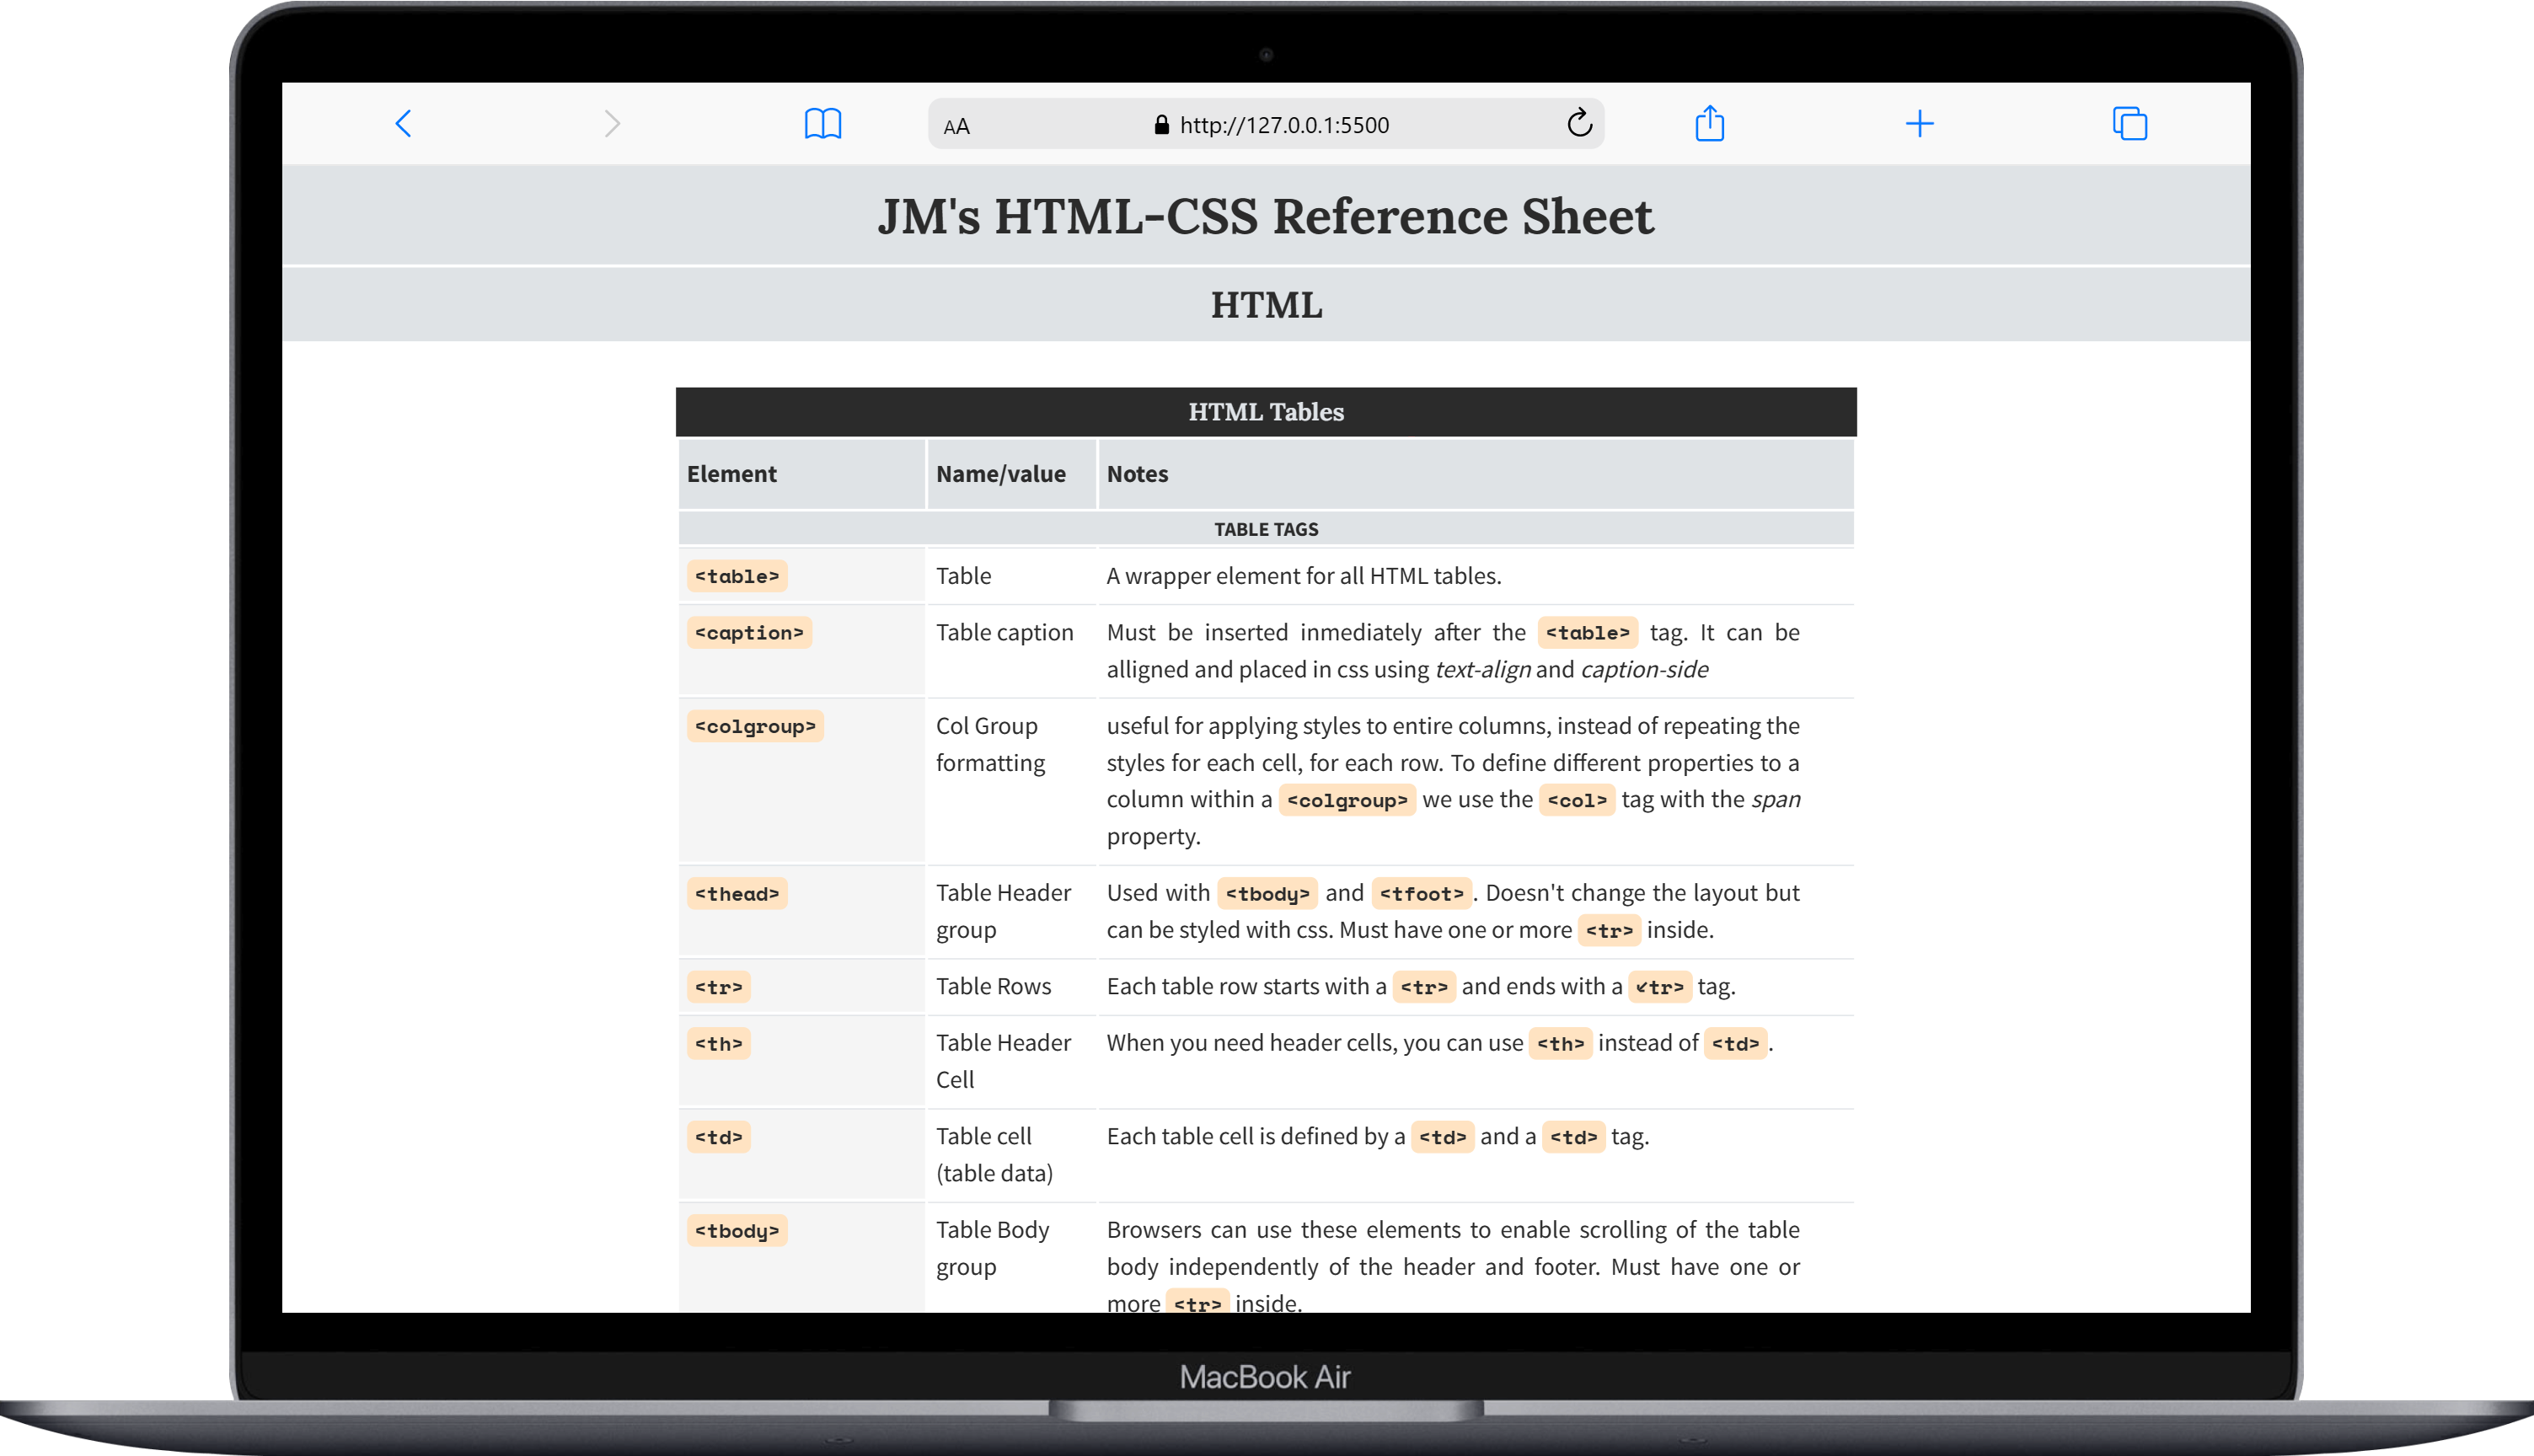 AA http://127.0.0.1:5500
JM's HTML-CSS Reference Sheet
HTML
HTML Tables
Element Name/value Notes
TABLE TAGS
<table> Table A wrapper element for all HTML tables.
<caption> Table caption Must be inserted inmediately after the <table> tag. It can be
alligned and placed in css using text-align and caption-side
<colgroup> Col Group useful for applying styles to entire columns, instead of repeating the
formatting styles for each cell, for each row. To define different properties to a
column within a <colgroup> we use the <col> tag with the span
property.
<thead> Table Header Used with <tbody> and <tfoot>. Doesn't change the layout but
group can be styled with css. Must have one or more <tr> inside.
<tr> Table Rows Each table row starts with a <tr> and ends with a </tr> tag.
<th> Table Header When you need header cells, you can use <th> instead of <td>.
Cell
<td> Table cell Each table cell is defined by a <td> and a <td> tag.
(table data)
<tbody> Table Body Browsers can use these elements to enable scrolling of the table
group body independently of the header and footer. Must have one or
more <tr> inside.
MacBook Air